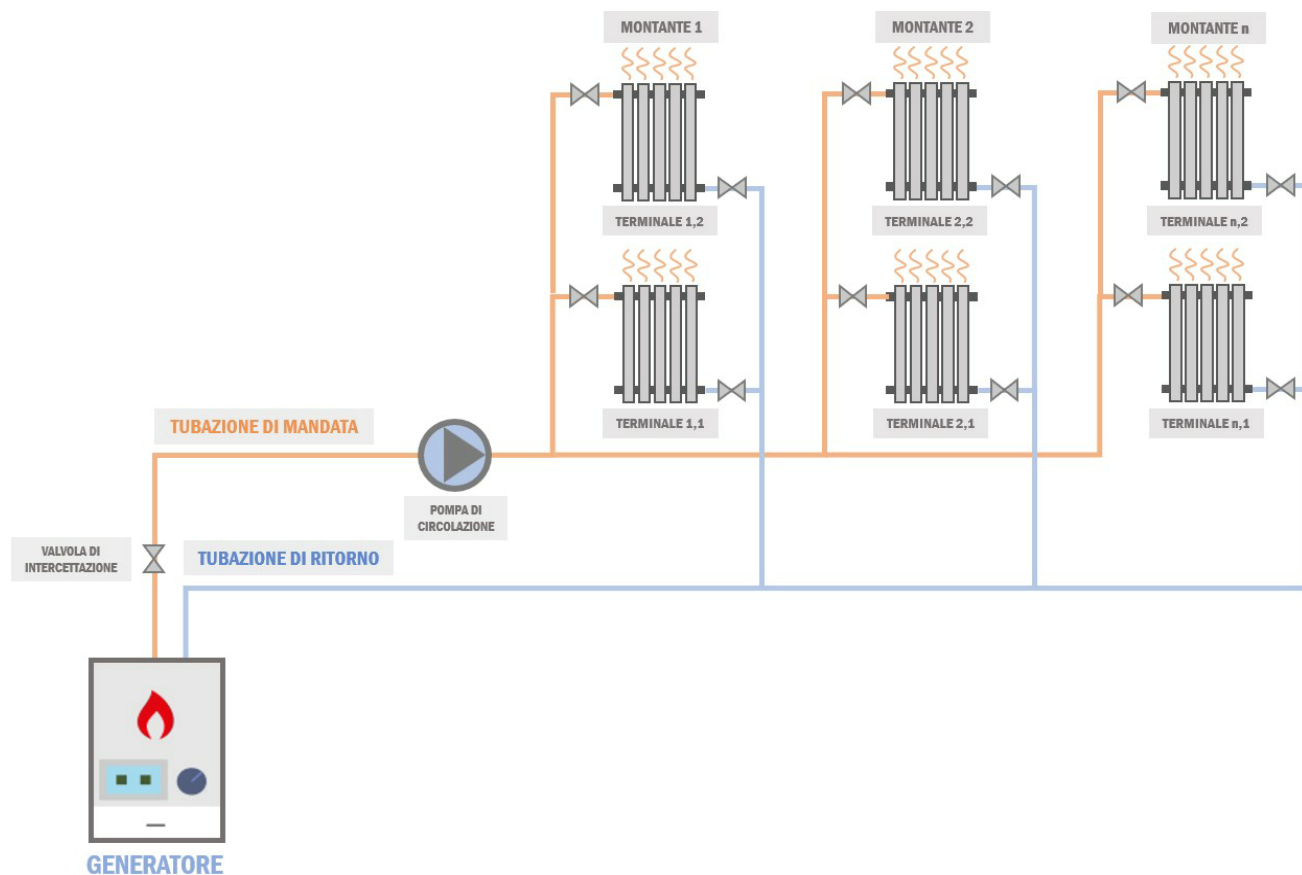 MONTANTE 1
MONTANTE 2
MONTANTE n
TERMINALE 1,2
TERMINALE 2,2
TERMINALE n,2
TERMINALE 1,1
TERMINALE 2,1
TERMINALE n,1
TUBAZIONE DI MANDATA
POMPA DI
CIRCOLAZIONE
VALVOLA DI
INTERCETTAZIONE
TUBAZIONE DI RITORNO
GENERATORE